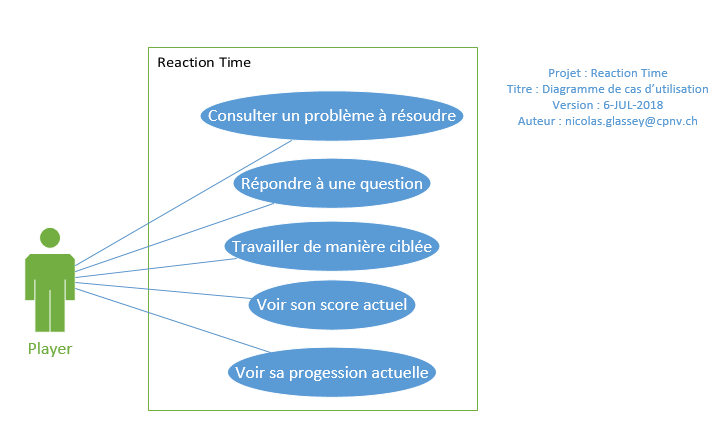 Reaction Time
Consulter un problème à résoudre
Répondre à une question
Travailler de manière ciblée
Voir son score actuel
Voir sa progession actuelle
Player
Projet : Reaction Time
Titre : Diagramme de cas d'utilisation
Version : 6-JUL-2018
Auteur : nicolas.glassey@cpnv.ch